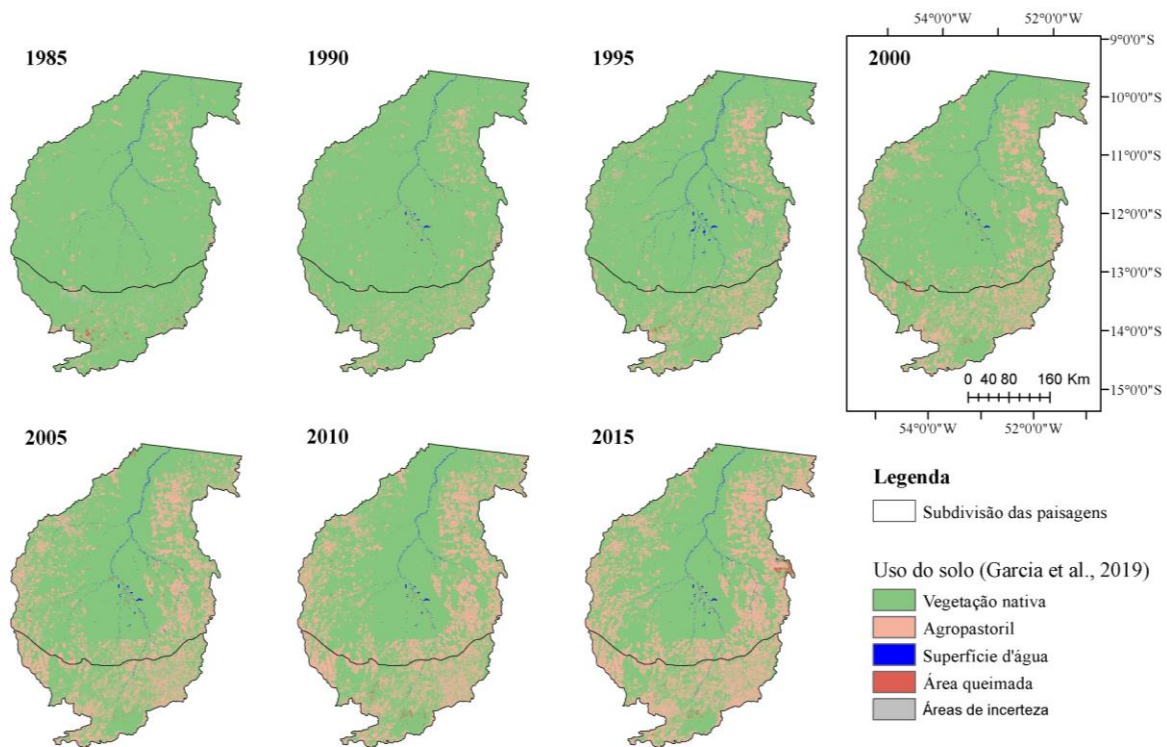 54°0'0"W 52°0'0"W
1985
1990
1995
2000
9°0'0"S
10°0'0"S
11°0'0"S
12°0'0"S
13°0'0"S
14°0'0"S
15°0'0"S
0 40 80 160 Km
54°0'0"W 52°0'0"W
2005
2010
2015
Legenda
Subdivisão das paisagens
Uso do solo (Garcia et al., 2019)
Vegetação nativa
Agropastoril
Superfície d'água
Área queimada
Áreas de incerteza